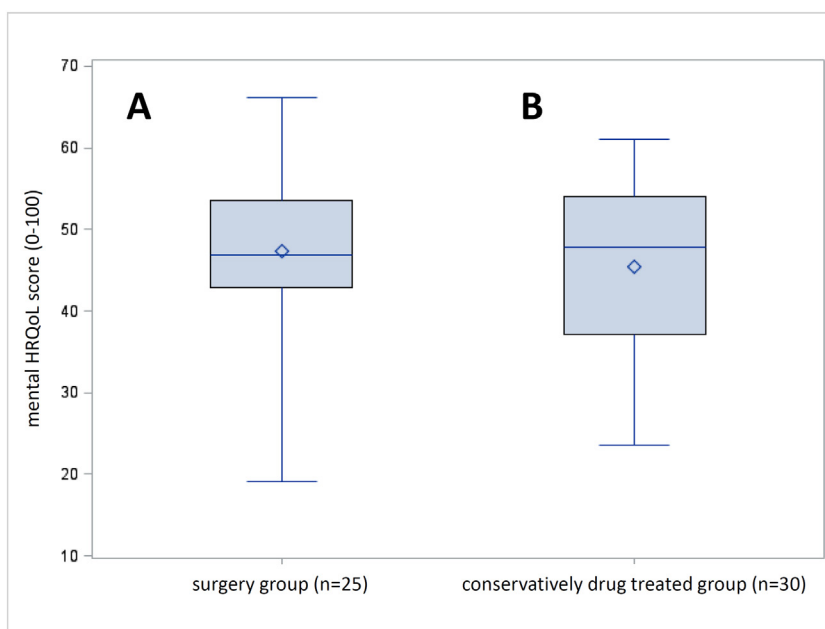 70
A
B
60
50
40
30
20
10
mental HRQoL score (0-100)
surgery group (n=25)
conservatively drug treated group (n=30)